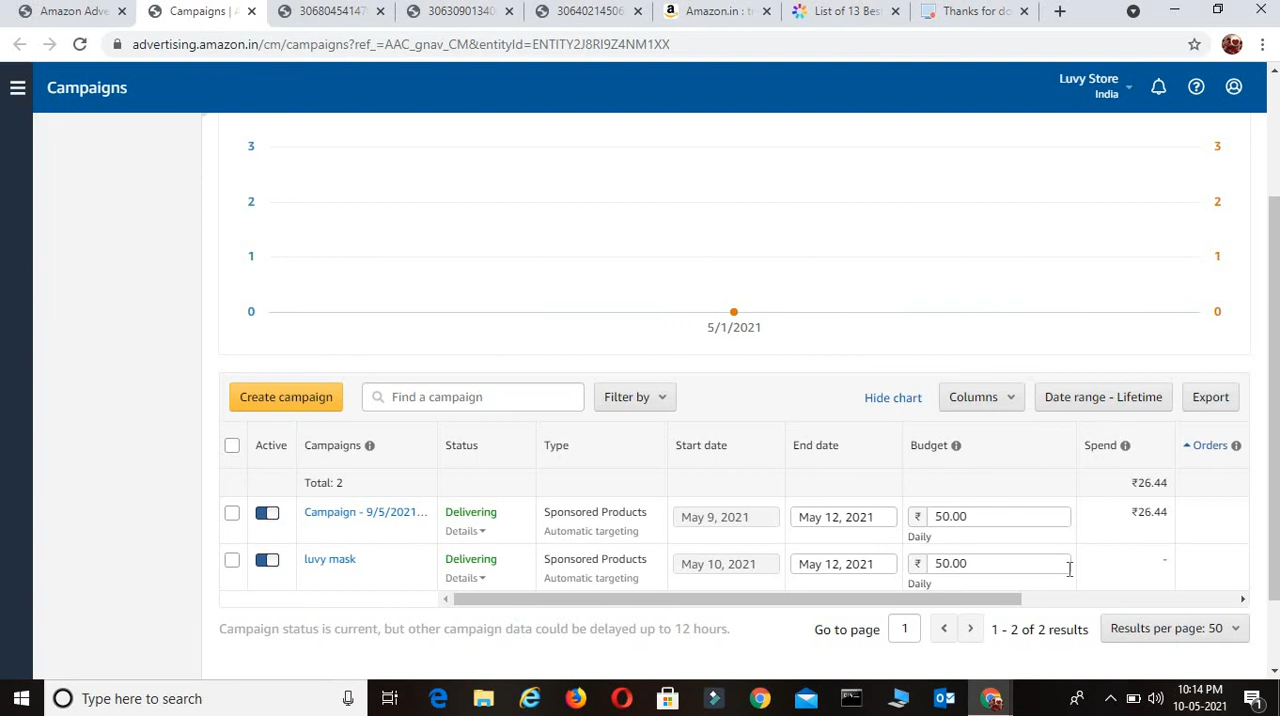 Amazon Adve
Campaigns | A
30680454147
30630901340
30640214506
Amazon.in : t
List of 13 Bes
Thanks for do
advertising.amazon.in/cm/campaigns?ref_=AAC_gnav_CM&entityId=ENTITY2J8RI9Z4NM1XX
Campaigns
Luvy Store
India
3 3
2 2
1 1
0 0
5/1/2021
Create campaign
Find a campaign
Filter by
Hide chart
Columns
Date range - Lifetime
Export
Active Campaigns Status Type Start date End date Budget Spend Orders
Total: 2 ₹26.44
Campaign - 9/5/2021... Delivering Sponsored Products May 9, 2021 May 12, 2021 ₹ 50.00 ₹26.44
Details Automatic targeting Daily
luvy mask Delivering Sponsored Products May 10, 2021 May 12, 2021 ₹ 50.00 -
Details Automatic targeting Daily
Campaign status is current, but other campaign data could be delayed up to 12 hours.
Go to page 1 1 - 2 of 2 results Results per page: 50
Type here to search
10:14 PM
10-05-2021
1